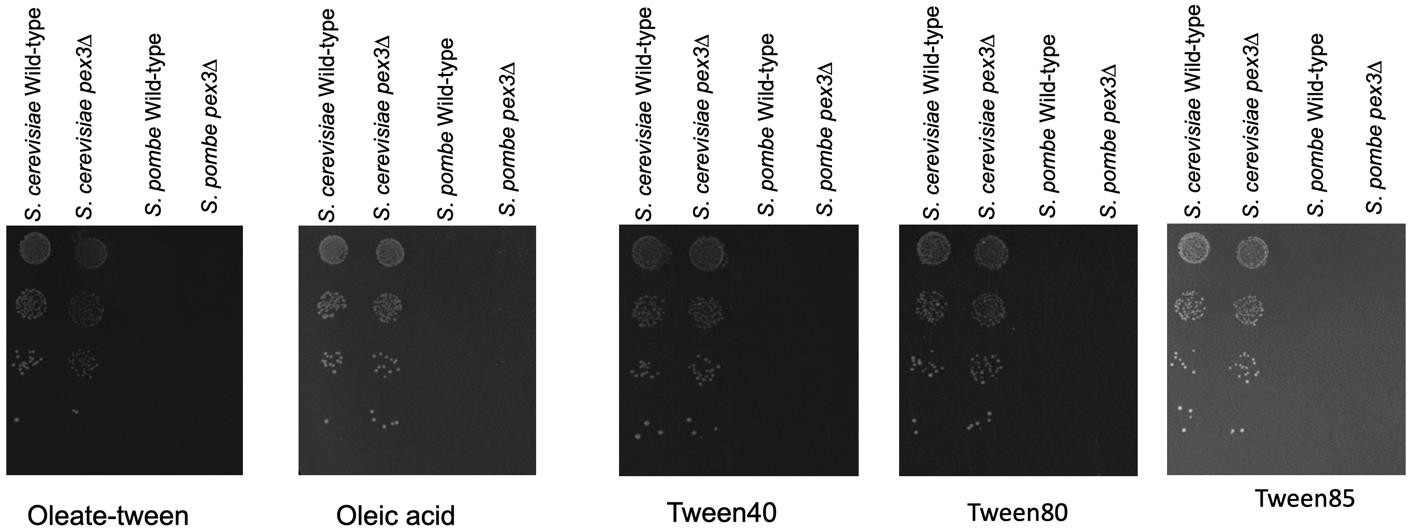 S. cerevisiae Wild-type
S. cerevisiae pex3Δ
S. pombe Wild-type
S. pombe pex3Δ
S. cerevisiae Wild-type
S. cerevisiae pex3Δ
S. pombe Wild-type
S. pombe pex3Δ
S. cerevisiae Wild-type
S. cerevisiae pex3Δ
S. pombe Wild-type
S. pombe pex3Δ
S. cerevisiae Wild-type
S. cerevisiae pex3Δ
S. pombe Wild-type
S. pombe pex3Δ
S. cerevisiae Wild-type
S. cerevisiae pex3Δ
S. pombe Wild-type
S. pombe pex3Δ
Oleate-tween
Oleic acid
Tween40
Tween80
Tween85